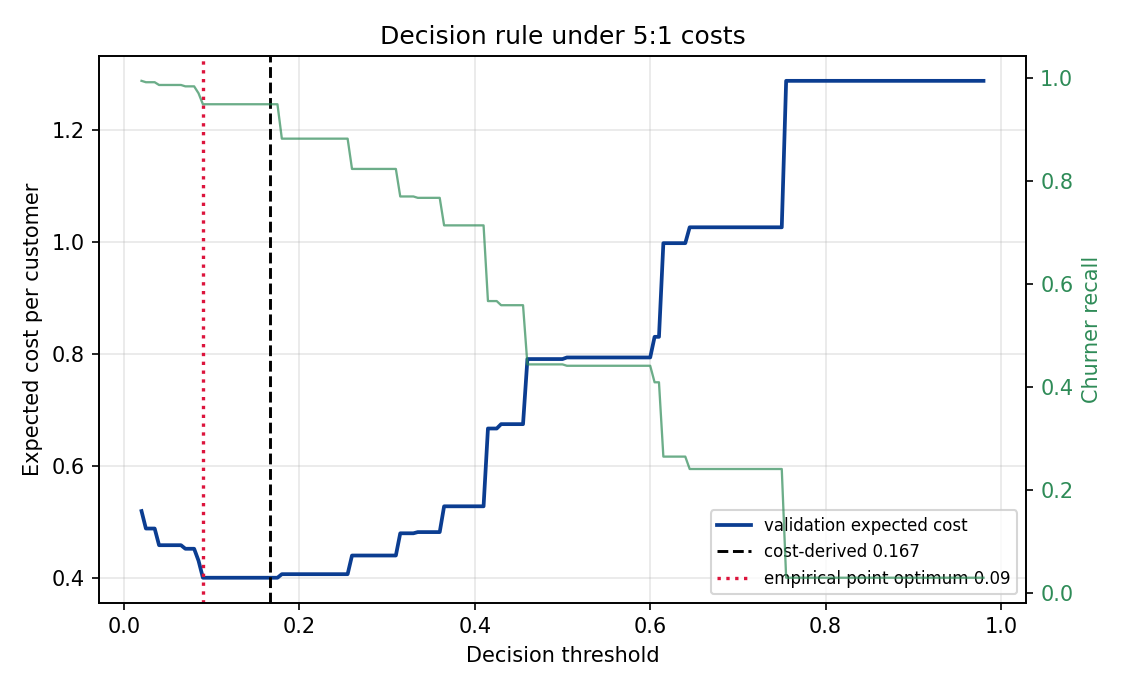 Decision rule under 5:1 costs
Expected cost per customer
1.2
1.0
0.8
0.6
0.4
1.0
0.8
0.6
0.4
0.2
0.0
Churner recall
validation expected cost
cost-derived 0.167
empirical point optimum 0.09
0.0
0.2
0.4
0.6
0.8
1.0
Decision threshold